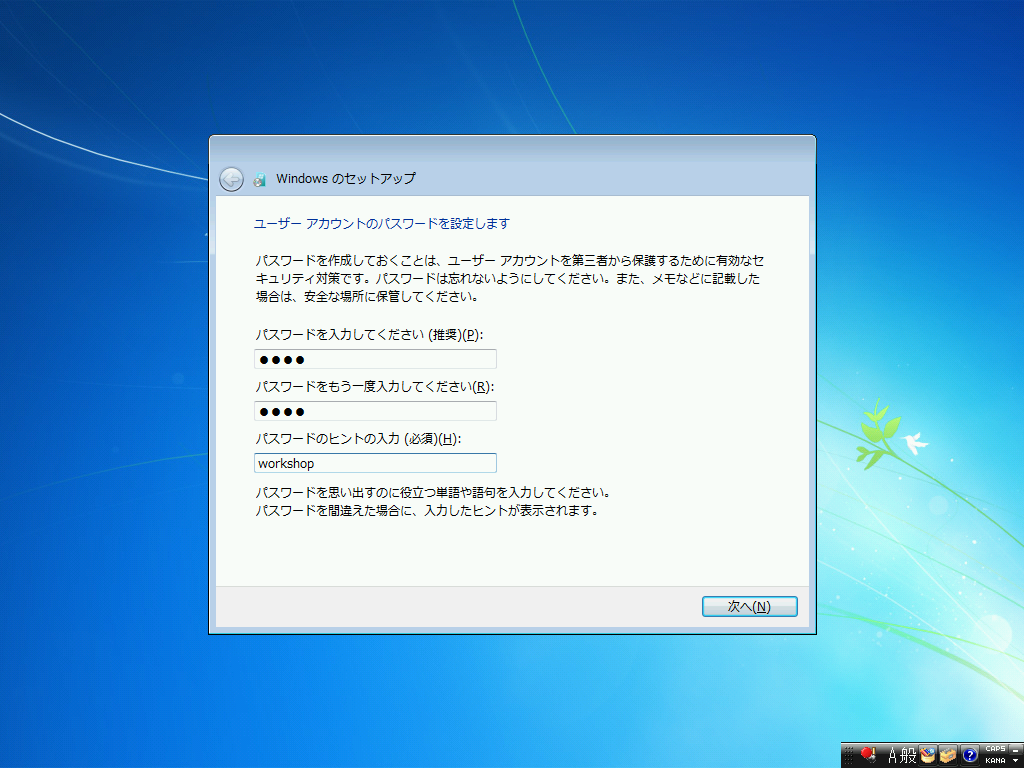 Windows のセットアップ
ユーザー アカウントのパスワードを設定します
パスワードを作成しておくことは、ユーザー アカウントを第三者から保護するために有効なセ
キュリティ対策です。パスワードは忘れないようにしてください。また、メモなどに記載した
場合は、安全な場所に保管してください。
パスワードを入力してください (推奨)(P):
●●●●
パスワードをもう一度入力してください(R):
●●●●
パスワードのヒントの入力 (必須)(H):
workshop
パスワードを思い出すのに役立つ単語や語句を入力してください。
パスワードを間違えた場合に、入力したヒントが表示されます。
次へ(N)
A 般 ? CAPS
KANA